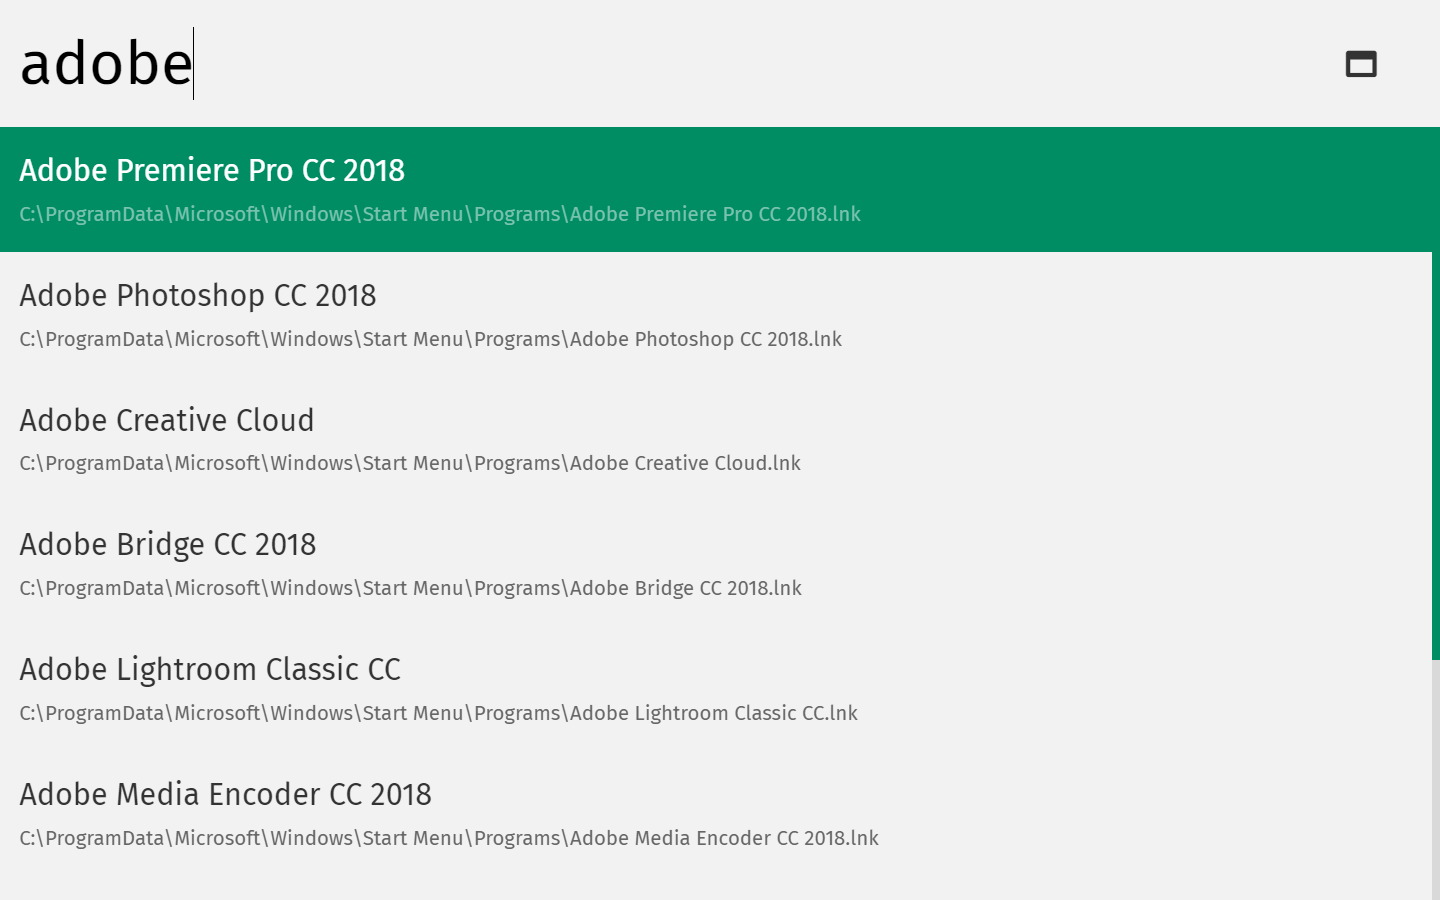 adobe
Adobe Premiere Pro CC 2018
C:\ProgramData\Microsoft\Windows\Start Menu\Programs\Adobe Premiere Pro CC 2018.lnk
Adobe Photoshop CC 2018
C:\ProgramData\Microsoft\Windows\Start Menu\Programs\Adobe Photoshop CC 2018.lnk
Adobe Creative Cloud
C:\ProgramData\Microsoft\Windows\Start Menu\Programs\Adobe Creative Cloud.lnk
Adobe Bridge CC 2018
C:\ProgramData\Microsoft\Windows\Start Menu\Programs\Adobe Bridge CC 2018.lnk
Adobe Lightroom Classic CC
C:\ProgramData\Microsoft\Windows\Start Menu\Programs\Adobe Lightroom Classic CC.lnk
Adobe Media Encoder CC 2018
C:\ProgramData\Microsoft\Windows\Start Menu\Programs\Adobe Media Encoder CC 2018.lnk